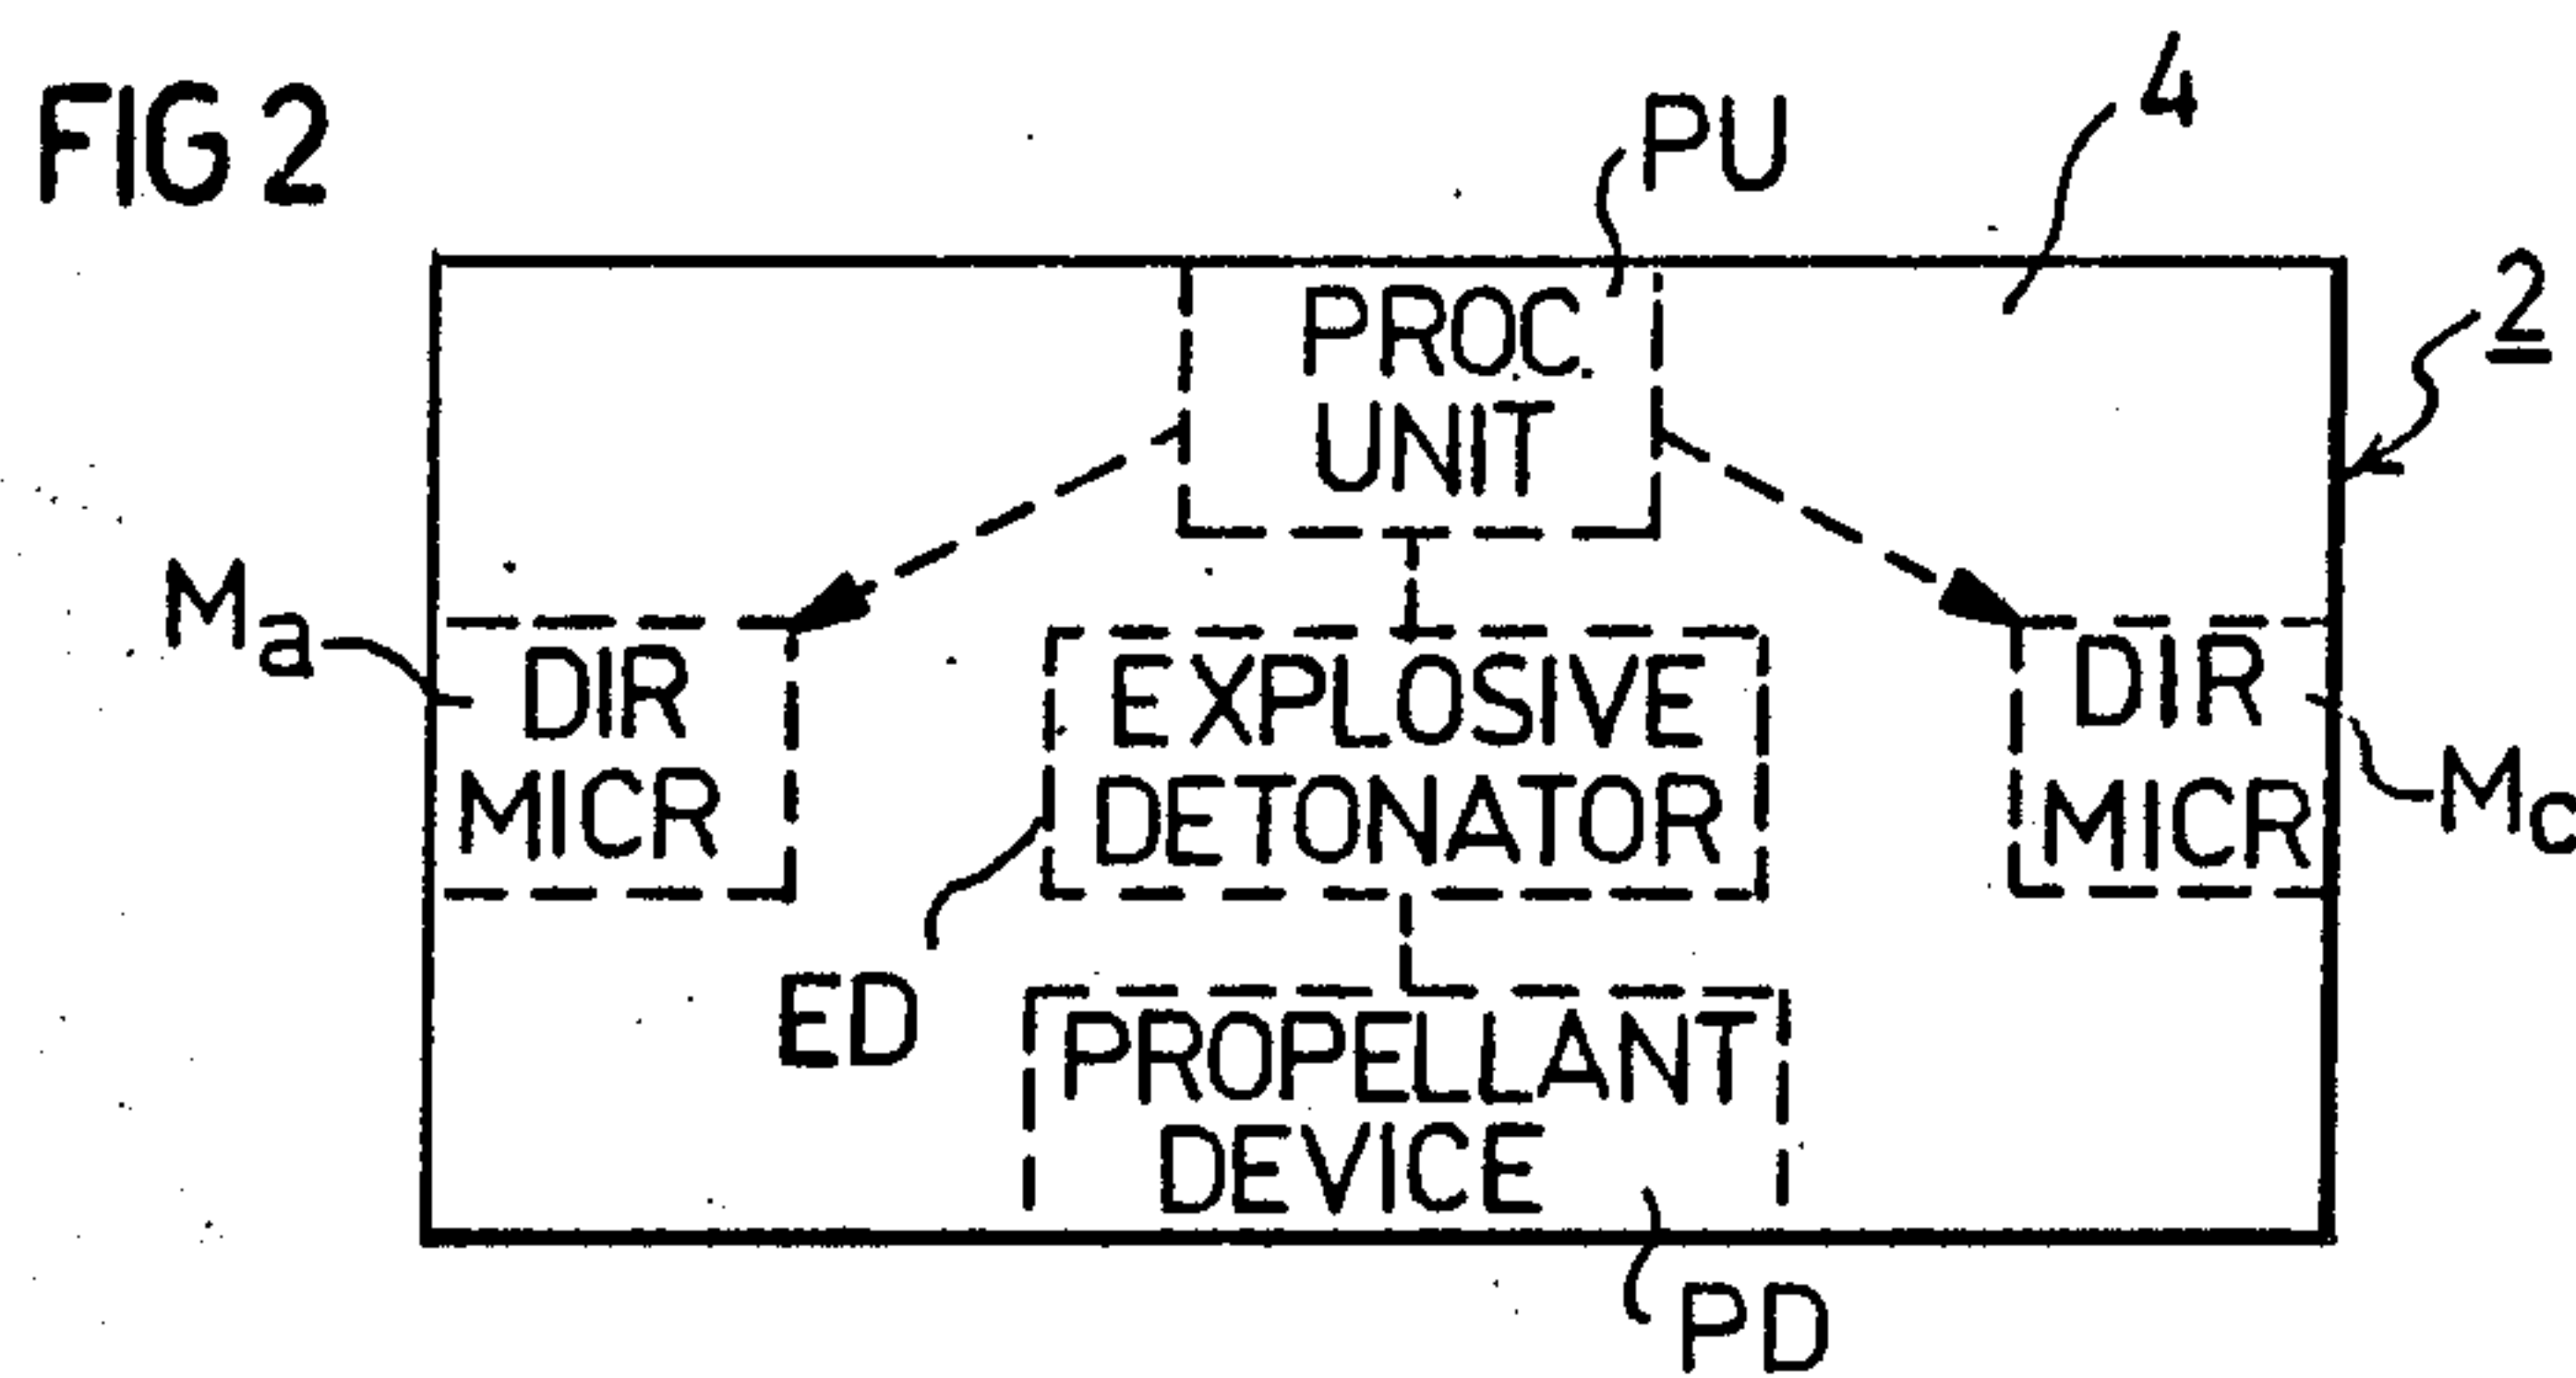 FIG 2
PU
4
2
PROC.
UNIT
Ma
DIR
MICR
EXPLOSIVE
DETONATOR
DIR
MICR
Mc
ED
PROPELLANT
DEVICE
PD